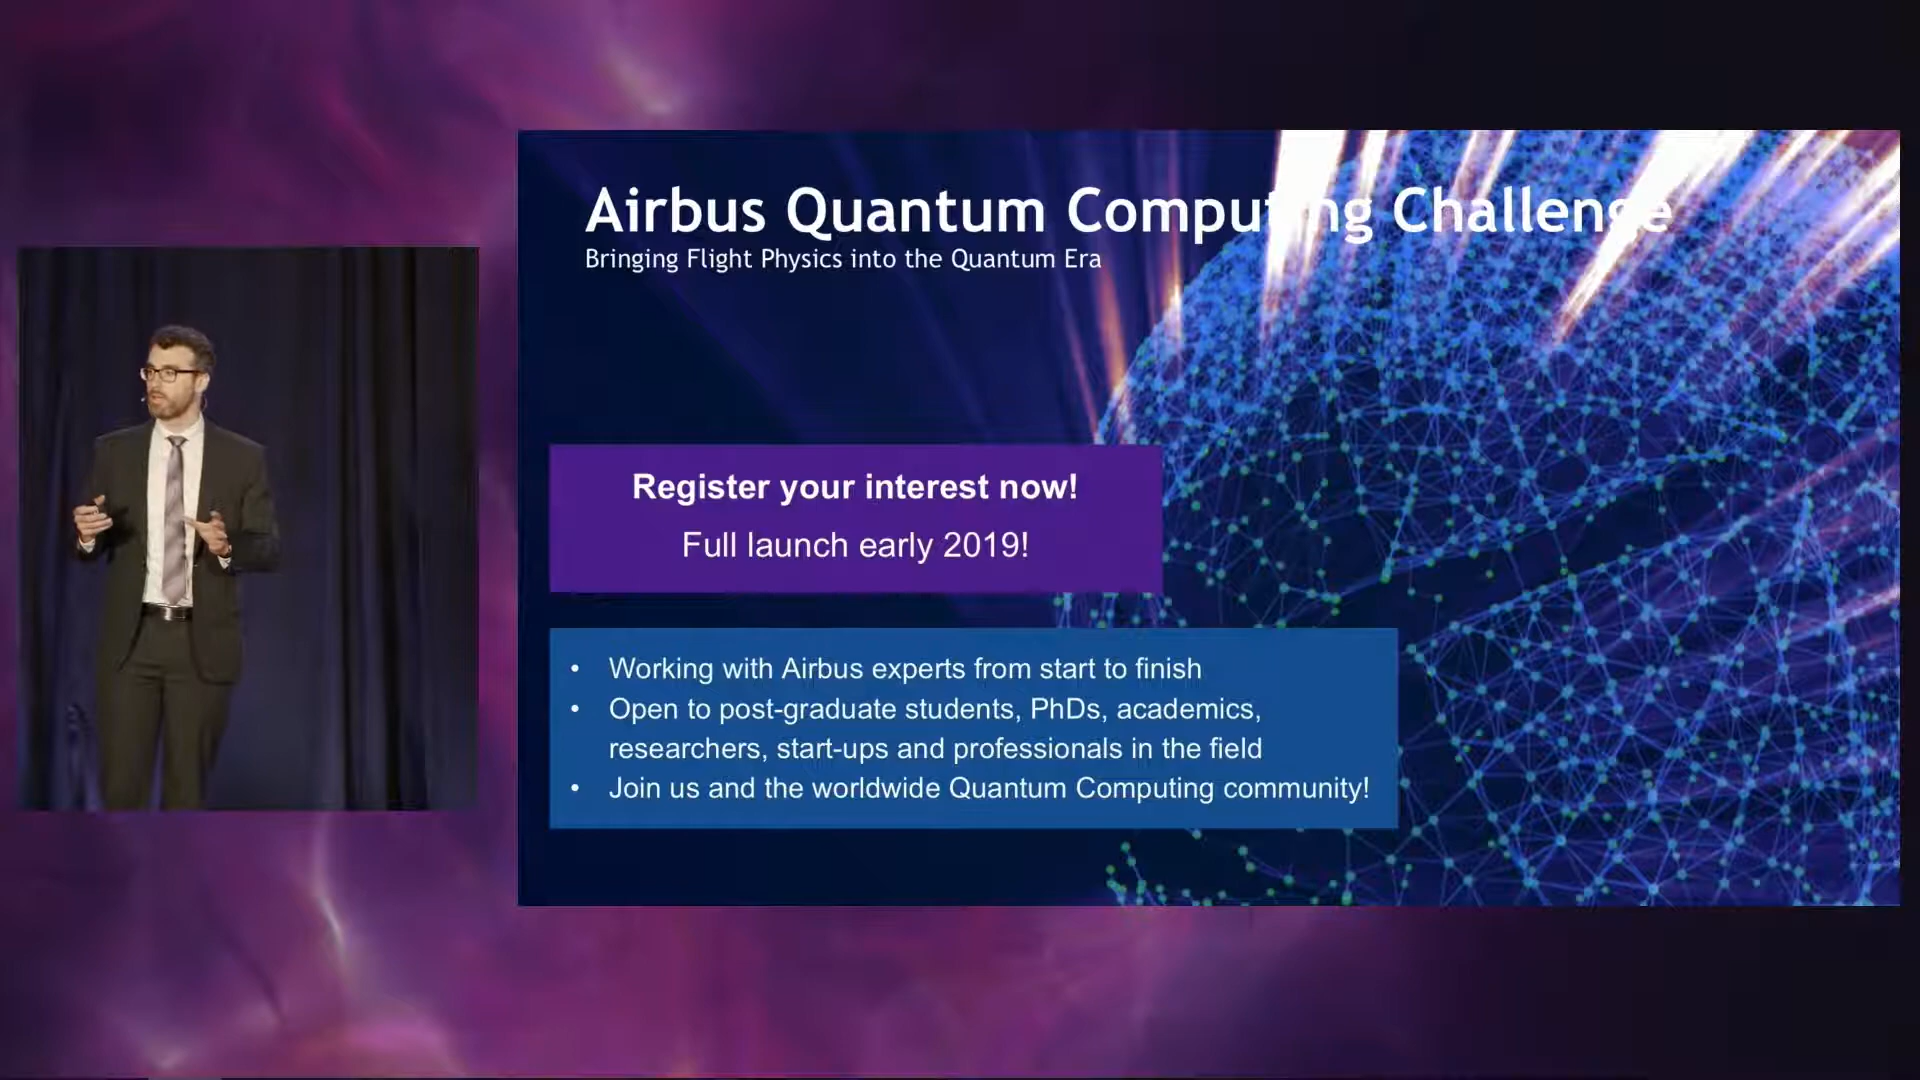 Airbus Quantum Computing Challenge
Bringing Flight Physics into the Quantum Era
Register your interest now!
Full launch early 2019!
• Working with Airbus experts from start to finish
• Open to post-graduate students, PhDs, academics,
researchers, start-ups and professionals in the field
• Join us and the worldwide Quantum Computing community!